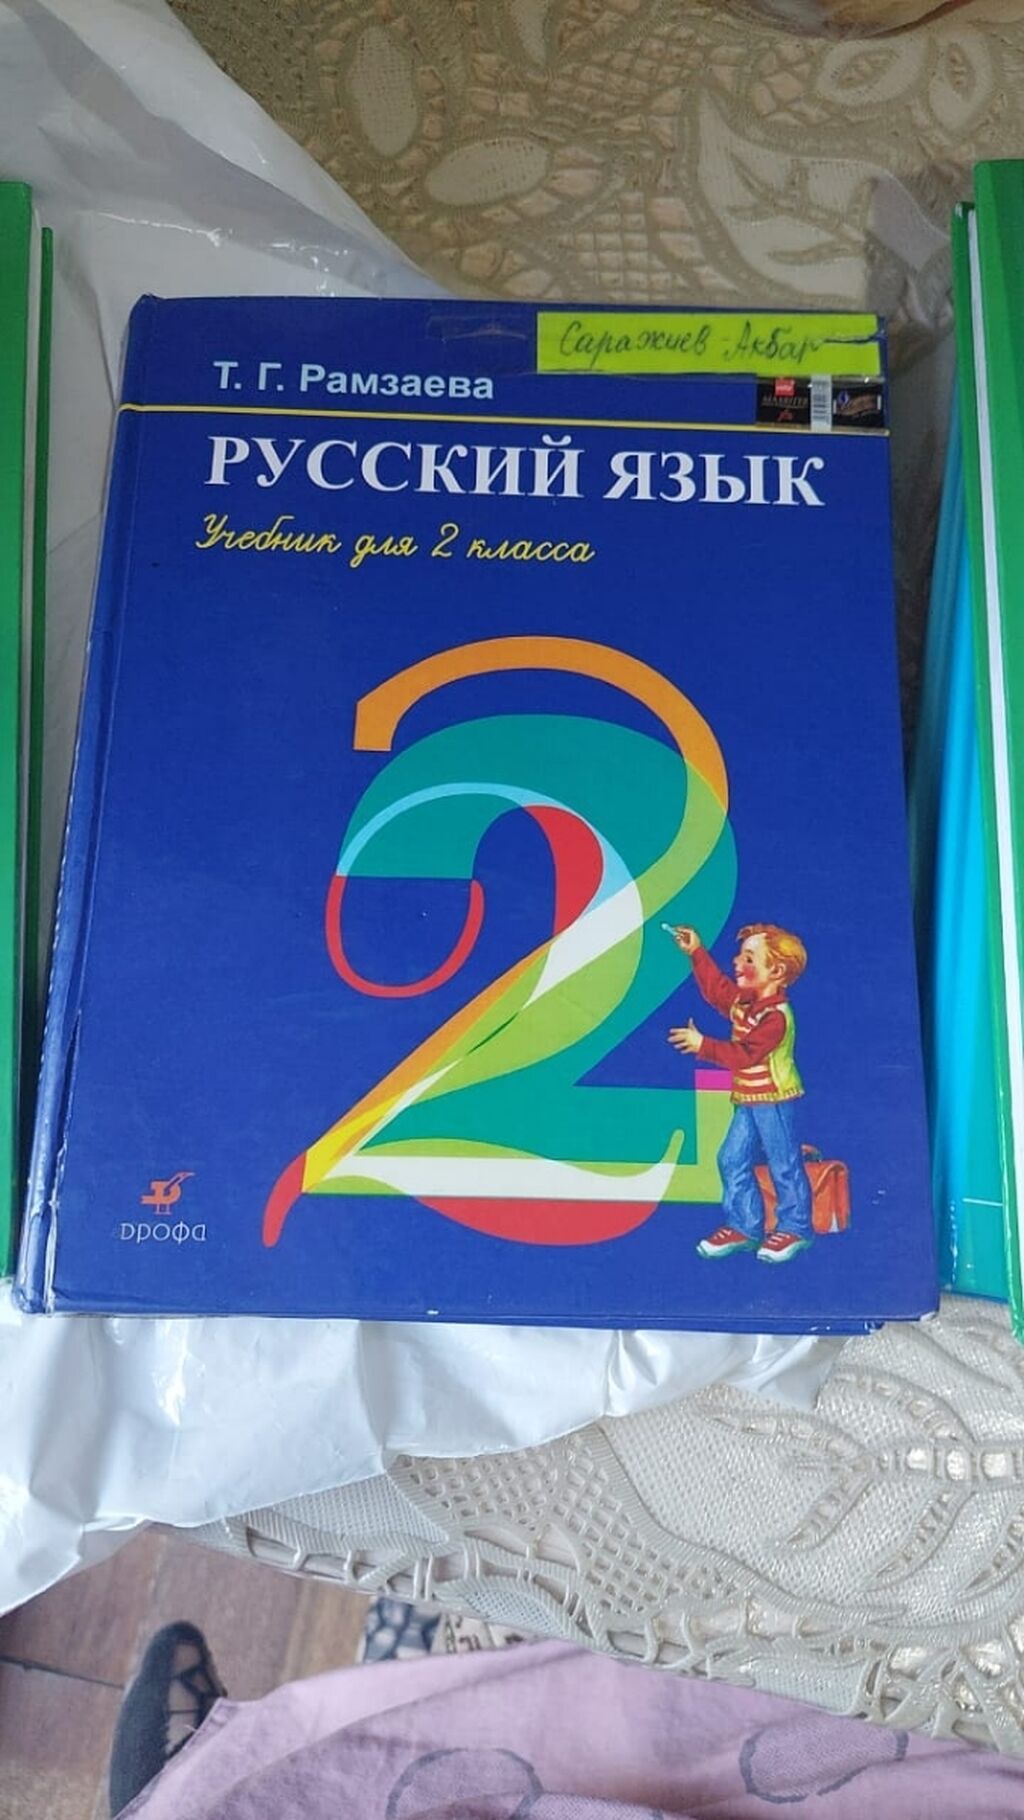 Саражиев Акбар
Т. Г. Рамзаева
РУССКИЙ ЯЗЫК
Учебник для 2 класса
2
дрофа